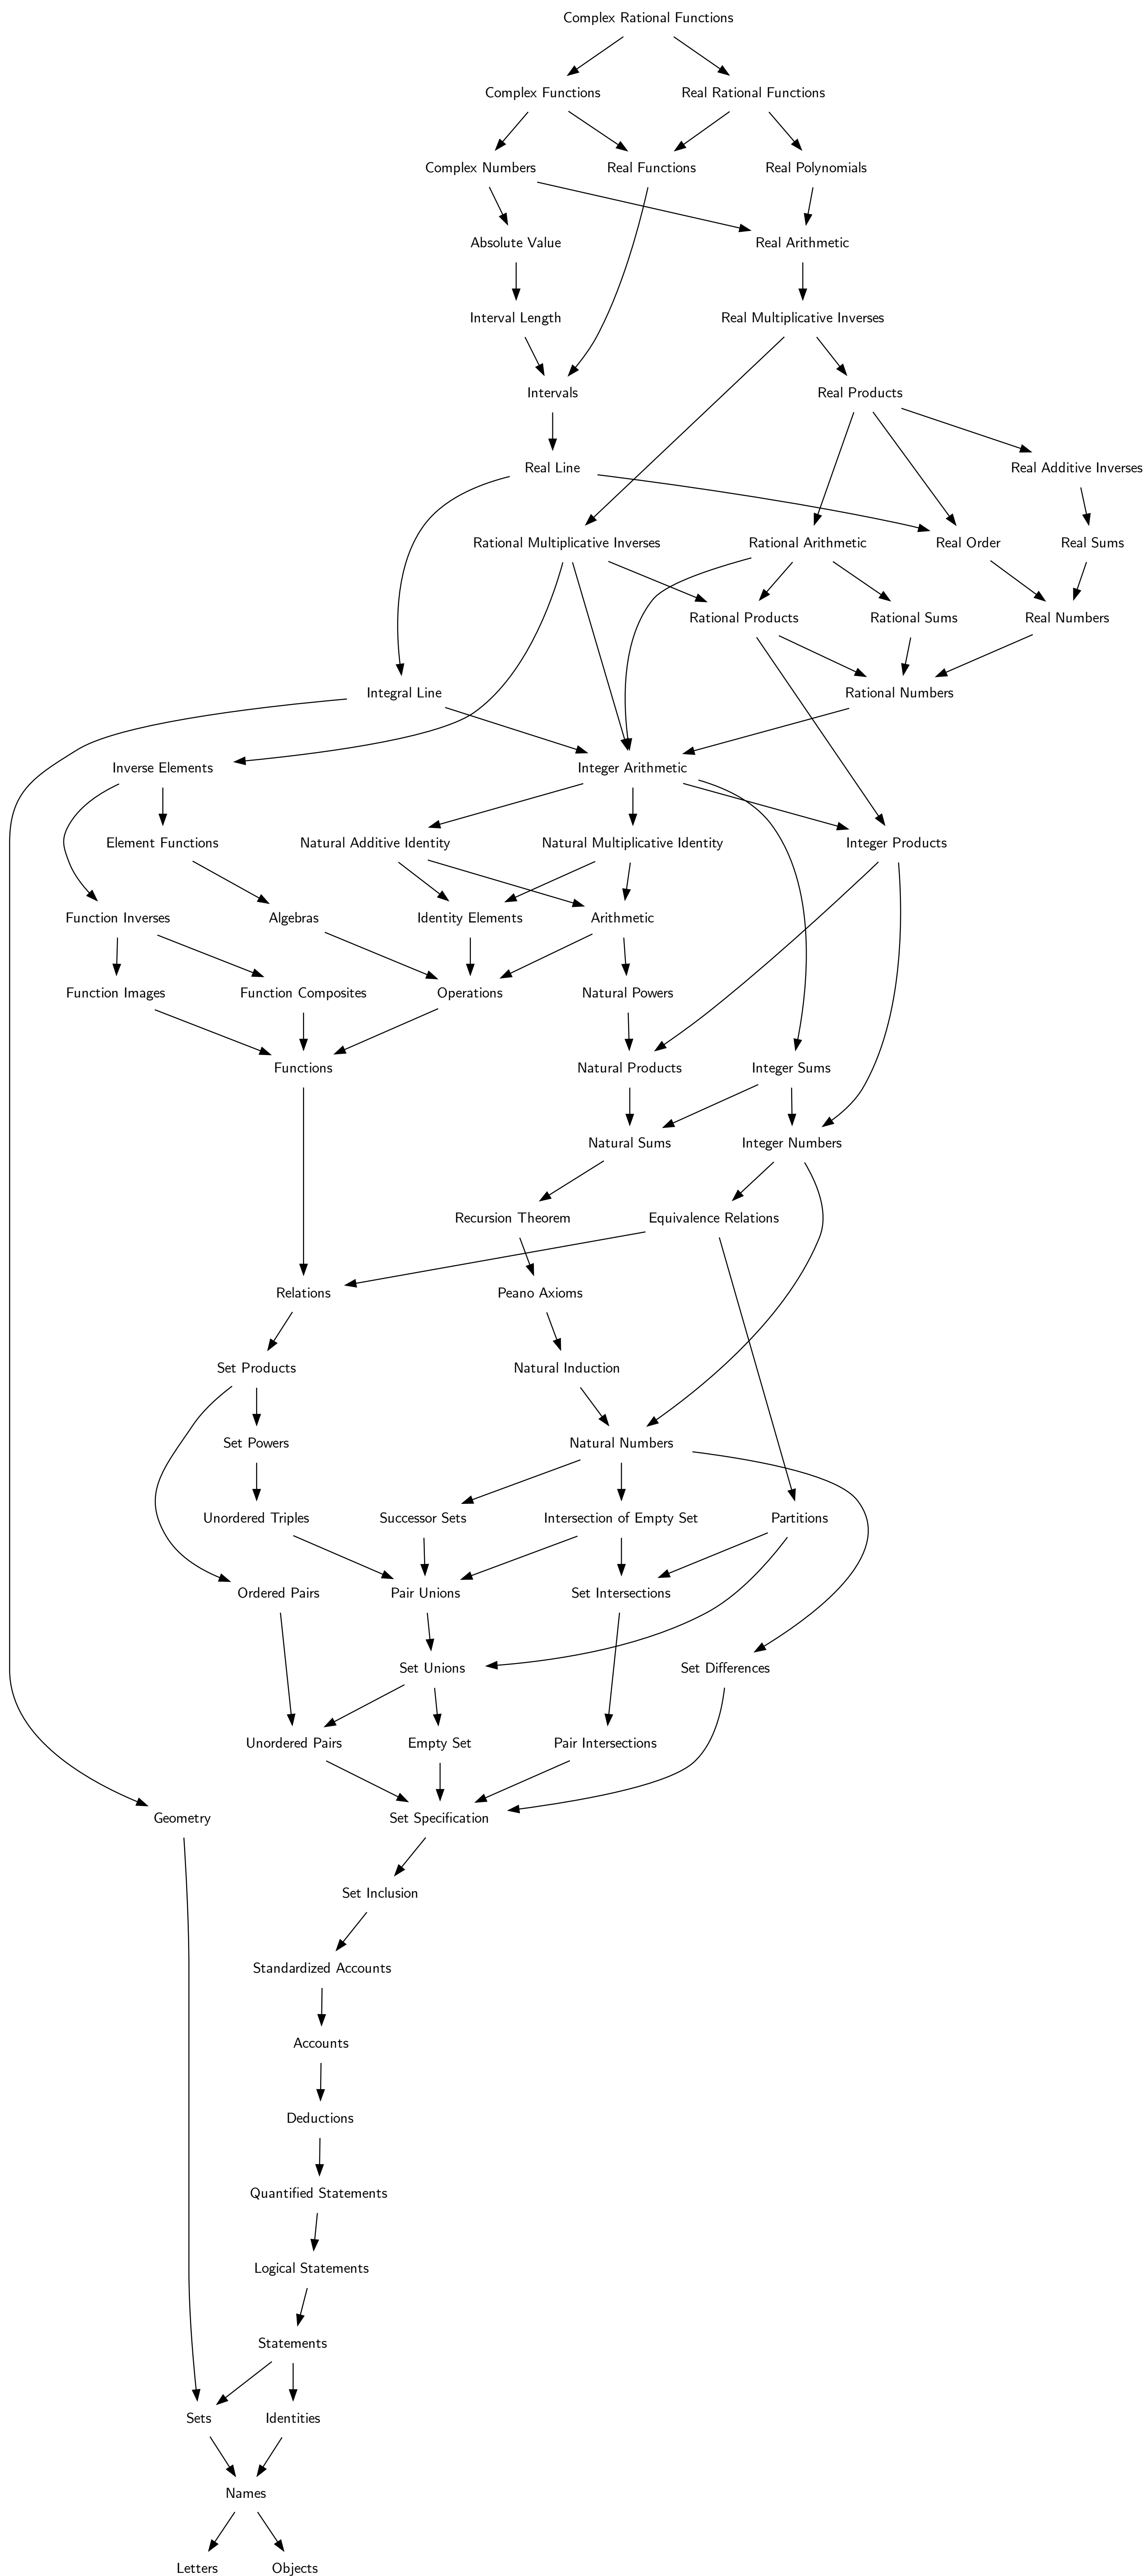 Complex Rational Functions
Complex Functions
Real Rational Functions
Complex Numbers
Real Functions
Real Polynomials
Absolute Value
Real Arithmetic
Interval Length
Real Multiplicative Inverses
Intervals
Real Products
Real Line
Real Additive Inverses
Rational Multiplicative Inverses
Rational Arithmetic
Real Order
Real Sums
Rational Products
Rational Sums
Real Numbers
Integral Line
Rational Numbers
Inverse Elements
Integer Arithmetic
Element Functions
Natural Additive Identity
Natural Multiplicative Identity
Integer Products
Function Inverses
Algebras
Identity Elements
Arithmetic
Function Images
Function Composites
Operations
Natural Powers
Functions
Natural Products
Integer Sums
Natural Sums
Integer Numbers
Recursion Theorem
Equivalence Relations
Relations
Peano Axioms
Set Products
Natural Induction
Set Powers
Natural Numbers
Unordered Triples
Successor Sets
Intersection of Empty Set
Partitions
Ordered Pairs
Pair Unions
Set Intersections
Set Unions
Set Differences
Unordered Pairs
Empty Set
Pair Intersections
Geometry
Set Specification
Set Inclusion
Standardized Accounts
Accounts
Deductions
Quantified Statements
Logical Statements
Statements
Sets
Identities
Names
Letters
Objects